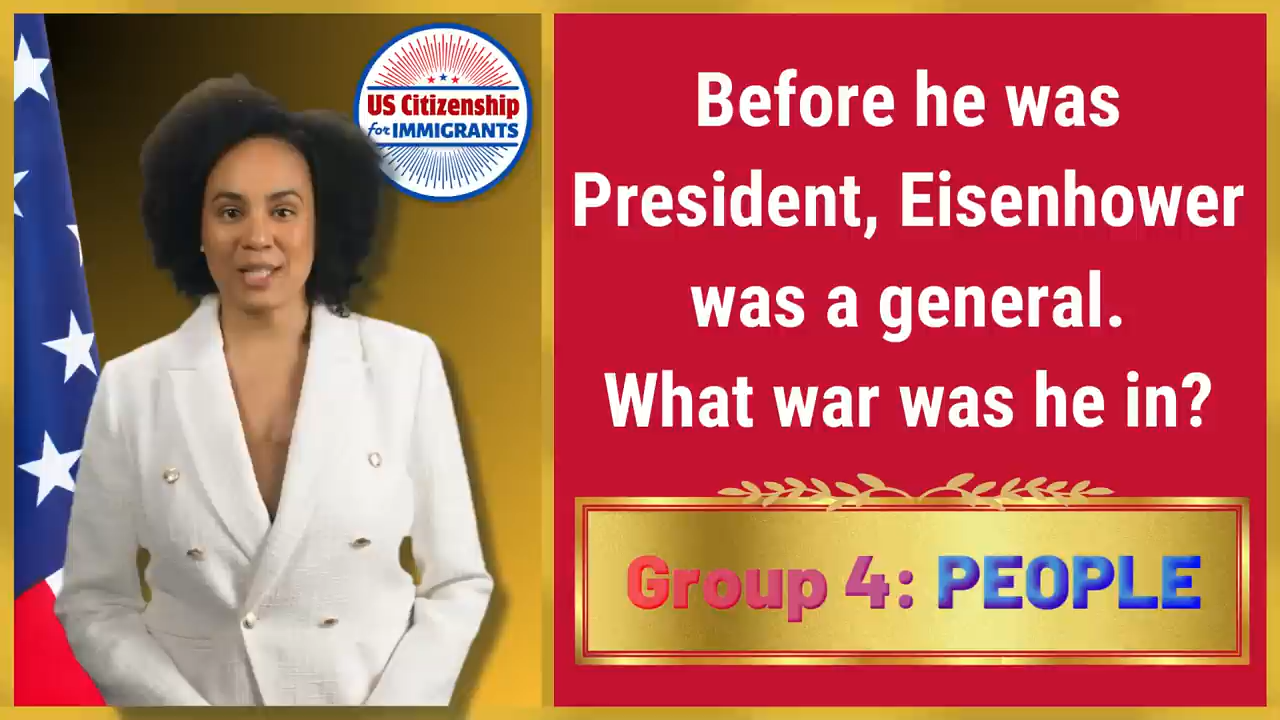 US Citizenship
for IMMIGRANTS
Before he was
President, Eisenhower
was a general.
What war was he in?
Group 4: PEOPLE